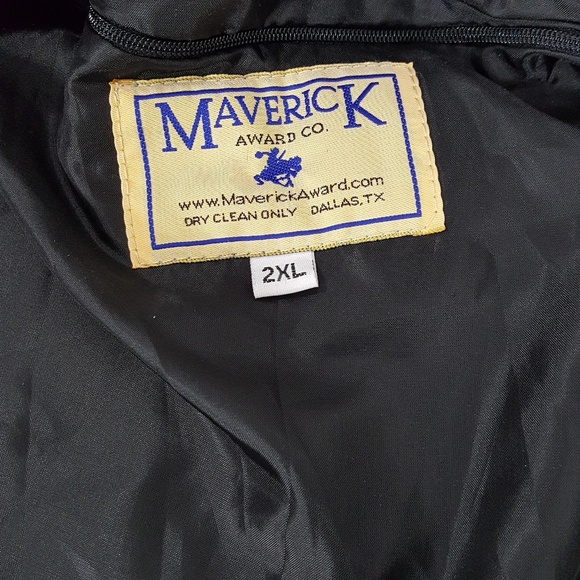 MAVERICK
AWARD CO.
www.MaverickAward.com
DRY CLEAN ONLY DALLAS, TX
2XL